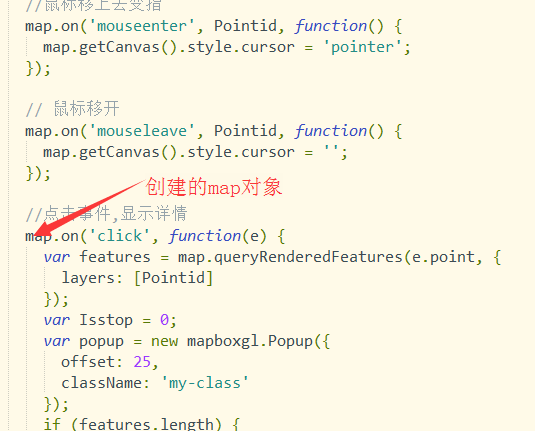 //鼠标移上去变指
map.on('mouseenter', Pointid, function() {
  map.getCanvas().style.cursor = 'pointer';
});

// 鼠标移开
map.on('mouseleave', Pointid, function() {
  map.getCanvas().style.cursor = '';
});
创建的map对象
//点击事件,显示详情
map.on('click', function(e) {
  var features = map.queryRenderedFeatures(e.point, {
    layers: [Pointid]
  });
  var Isstop = 0;
  var popup = new mapboxgl.Popup({
    offset: 25,
    className: 'my-class'
  });
  if (features.length) {